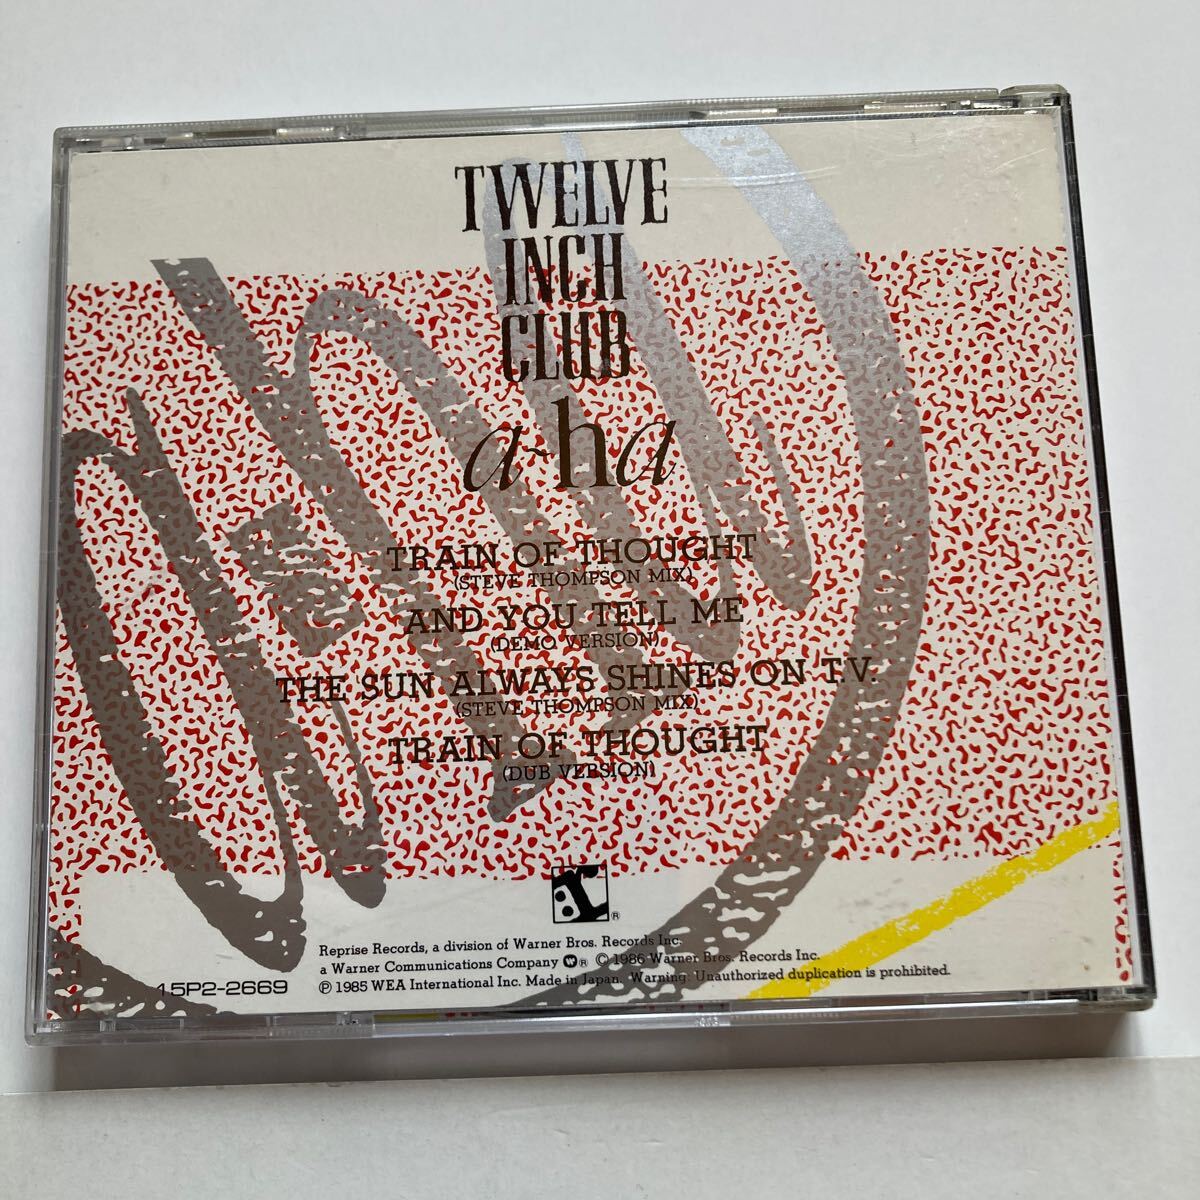 TWELVE
INCH
CLUB
a-ha
TRAIN OF THOUGHT
(STEVE THOMPSON MIX)
AND YOU TELL ME
(DEMO VERSION)
THE SUN ALWAYS SHINES ON T.V.
(STEVE THOMPSON MIX)
TRAIN OF THOUGHT
(DUB VERSION)
Reprise Records, a division of Warner Bros. Records Inc.
a Warner Communications Company ® © 1986 Warner Bros. Records Inc.
15P2-2669
℗ 1985 WEA International Inc. Made in Japan. Warning: Unauthorized duplication is prohibited.